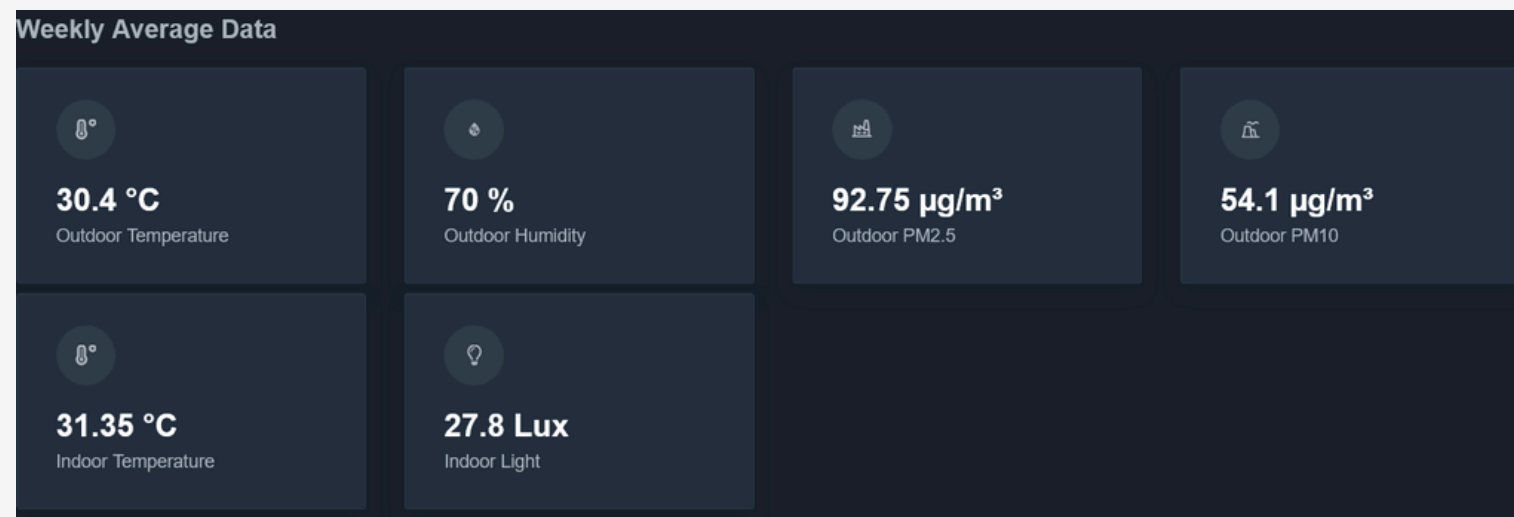 Weekly Average Data
30.4 °C
Outdoor Temperature
70 %
Outdoor Humidity
92.75 µg/m³
Outdoor PM2.5
54.1 µg/m³
Outdoor PM10
31.35 °C
Indoor Temperature
27.8 Lux
Indoor Light